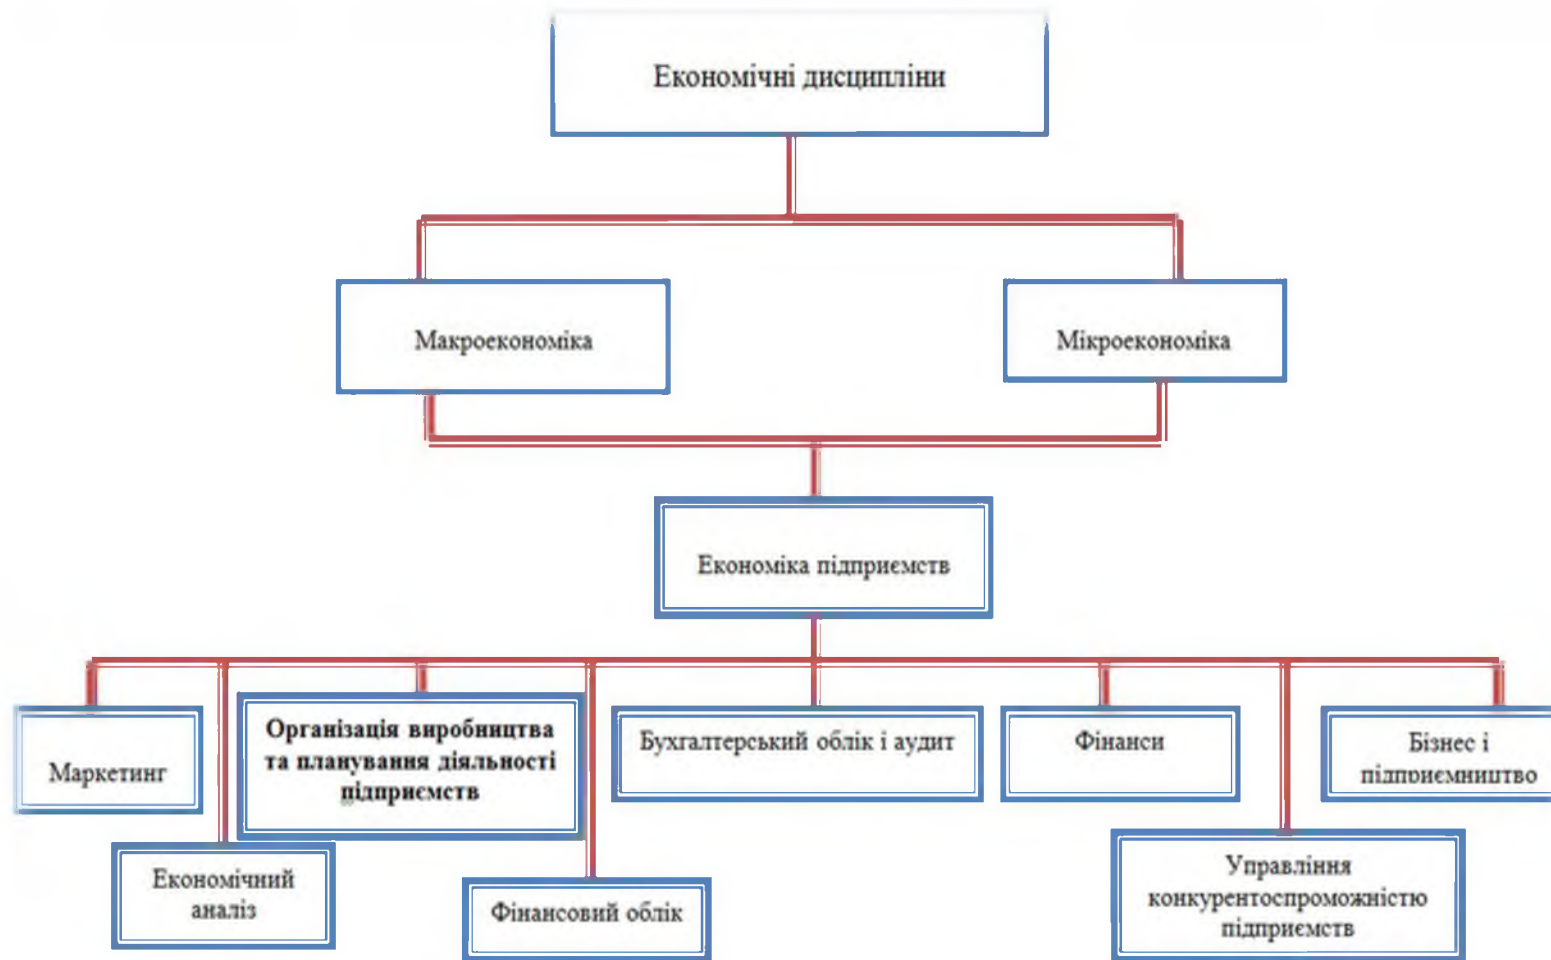 Економічні дисципліни
Макроекономіка
Мікроекономіка
Економіка підприємств
Маркетинг
Організація виробництва
та планування діяльності
підприємств
Бухгалтерський облік і аудит
Фінанси
Бізнес і
підприємництво
Економічний
аналіз
Фінансовий облік
Управління
конкурентоспроможністю
підприємств